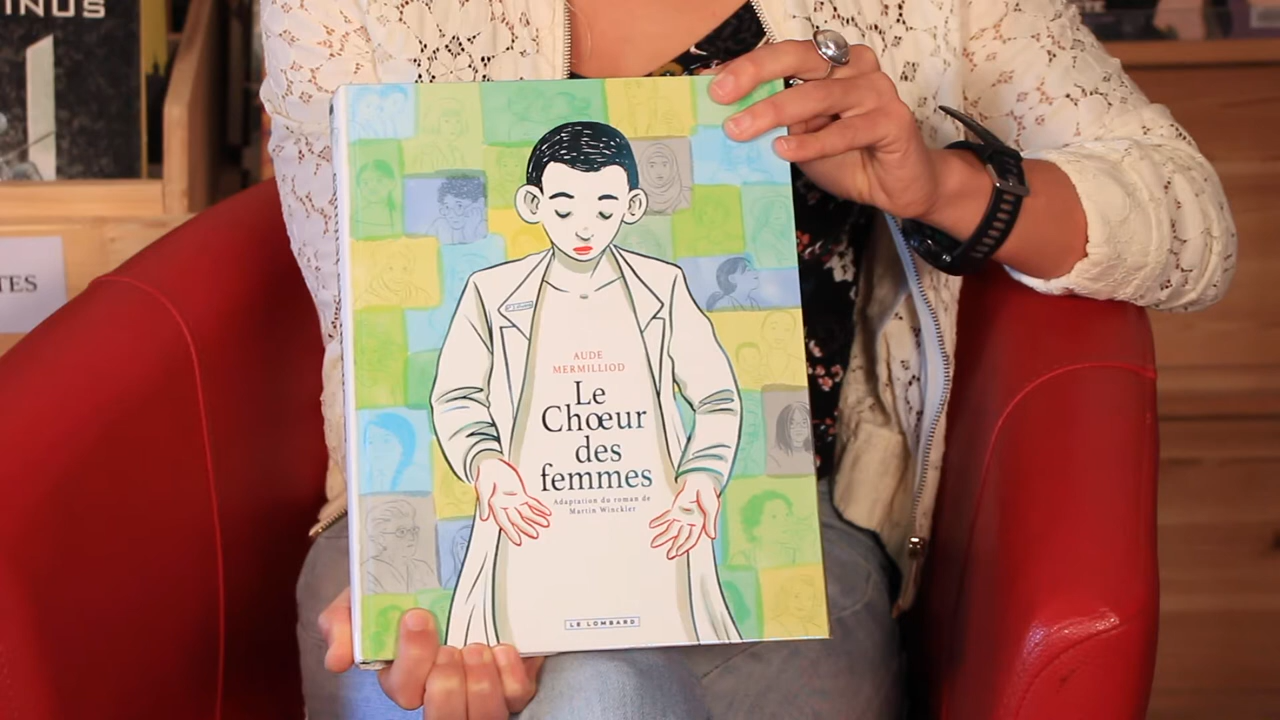 INUS
TES
AUDE
MERMILLIOD
Le
Chœur
des
femmes
Adaptation du roman de
Martin Winckler
LE LOMBARD